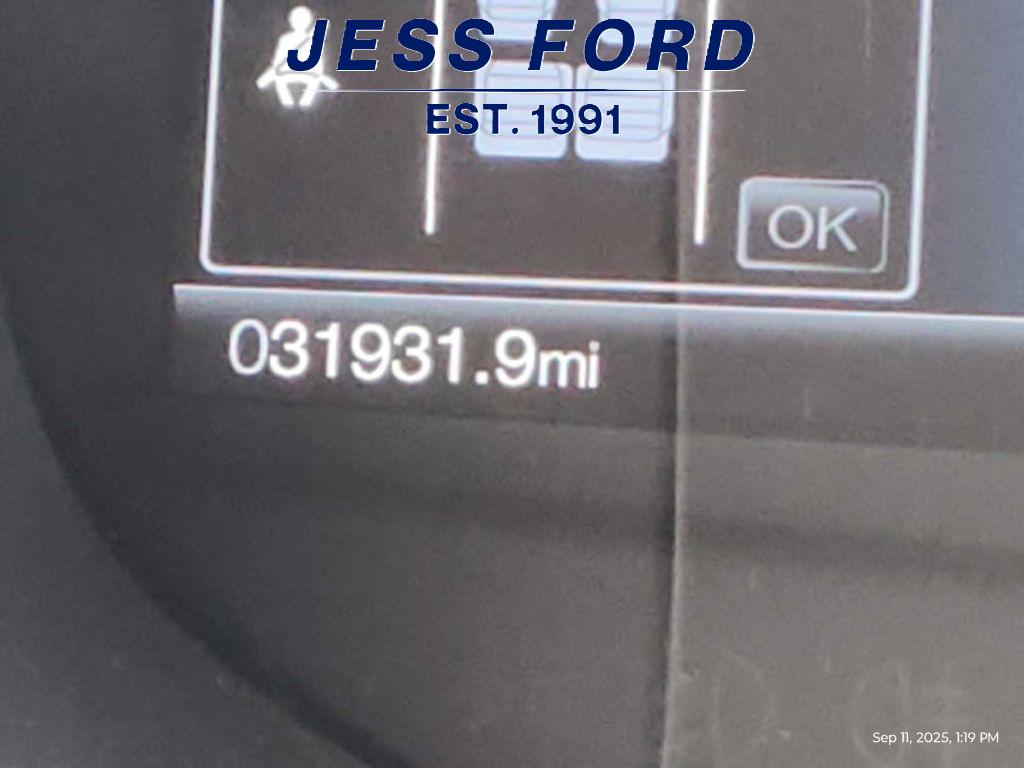 JESS FORD
EST. 1991
OK
031931.9mi
Sep 11, 2025, 1:19 PM